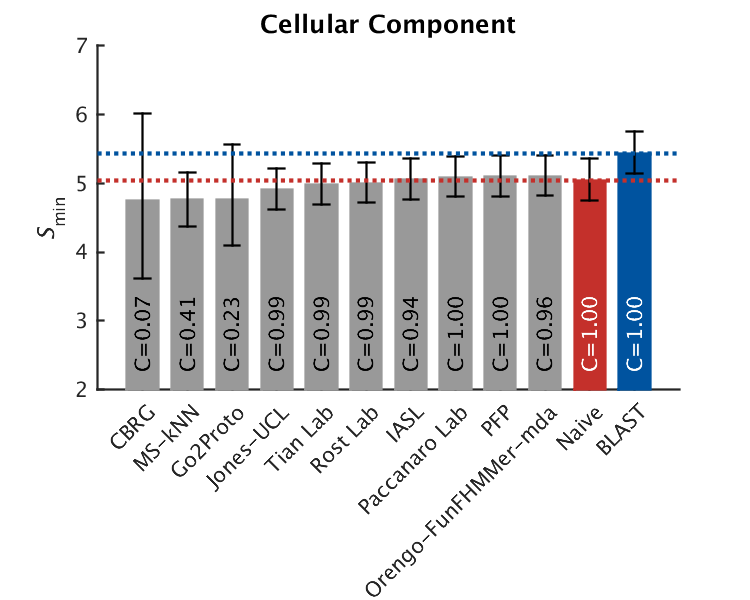 Cellular Component
7
6
5
4
3
2
Smin
C=0.07
C=0.41
C=0.23
C=0.99
C=0.99
C=0.99
C=0.94
C=1.00
C=1.00
C=0.96
C=1.00
C=1.00
CBRG
MS-kNN
Go2Proto
Jones-UCL
Tian Lab
Rost Lab
IASL
Paccanaro Lab
PFP
Orengo-FunFHMMer-mda
Naive
BLAST